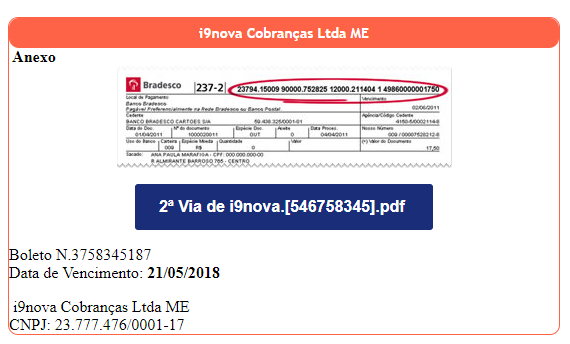 i9nova Cobranças Ltda ME
Anexo
Bradesco 237-2 23794.15009 90000.752825 12000.211404 1 49860000001750
Local de Pagamento Vencimento
Banco Bradesco
Pagável Preferencialmente na Rede Bradesco ou Banco Postal 02/06/2011
Cedente Agência/Código Cedente
BANCO BRADESCO CARTOES S/A 59.438.325/0001-01 4150-5/0002114-8
Data do Doc. Nº do documento Espécie Doc. Aceite Data Proces. Nosso Número
01/04/2011 1000020011 OUT 0 04/04/2011 009 / 00007528212-8
Uso do Banco Carteira Espécie Moeda Quantidade Valor (=) Valor do Documento
009 R$ 0 17,50
Sacado: ANA PAULA MARAFIGA - CPF: 000.000.000-00
R ALMIRANTE BARROSO 765 - CENTRO
2ª Via de i9nova.[546758345].pdf
Boleto N.3758345187
Data de Vencimento: 21/05/2018
i9nova Cobranças Ltda ME
CNPJ: 23.777.476/0001-17